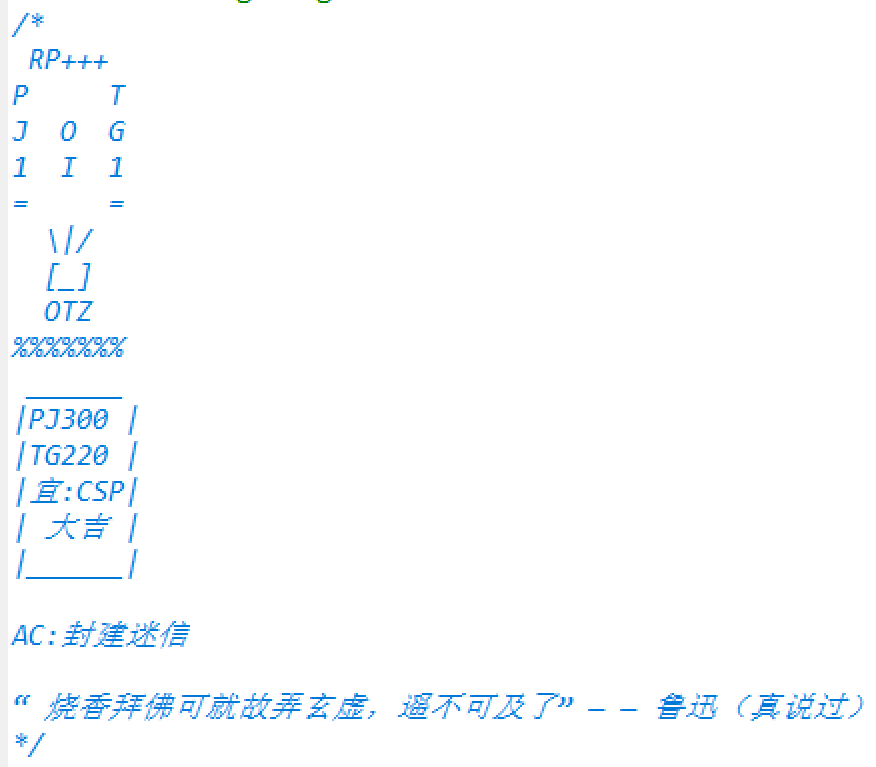 /*
 RP+++
P     T
J  O  G
1  I  1
=     =
  \|/
  [_]
  OTZ
%%%%%%%
 ______
|PJ300 |
|TG220 |
|宜:CSP|
| 大吉 |
|______|
AC:封建迷信
“ 烧香拜佛可就故弄玄虚，遥不可及了” — — 鲁迅（真说过）
*/